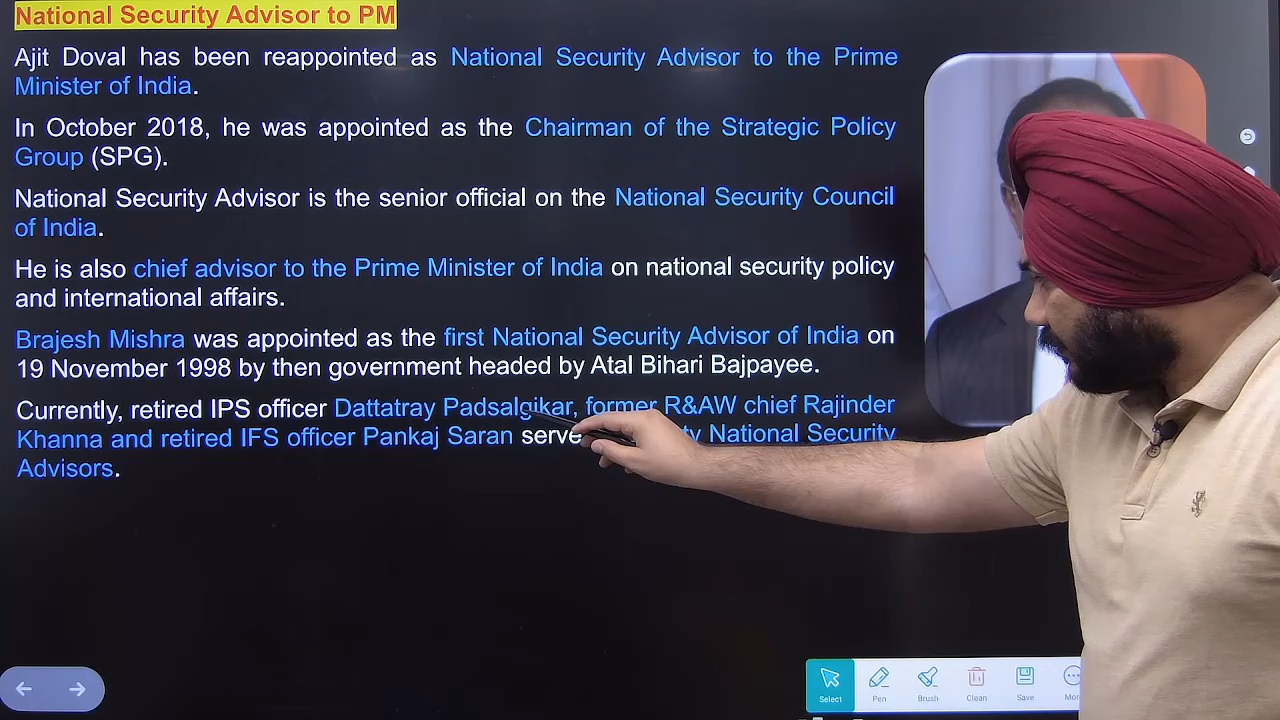 National Security Advisor to PM
Ajit Doval has been reappointed as National Security Advisor to the Prime
Minister of India.
In October 2018, he was appointed as the Chairman of the Strategic Policy
Group (SPG).
National Security Advisor is the senior official on the National Security Council
of India.
He is also chief advisor to the Prime Minister of India on national security policy
and international affairs.
Brajesh Mishra was appointed as the first National Security Advisor of India on
19 November 1998 by then government headed by Atal Bihari Bajpayee.
Currently, retired IPS officer Dattatray Padsalgikar, former R&AW chief Rajinder
Khanna and retired IFS officer Pankaj Saran National Security
Advisors.
Select Pen Brush Clean Save